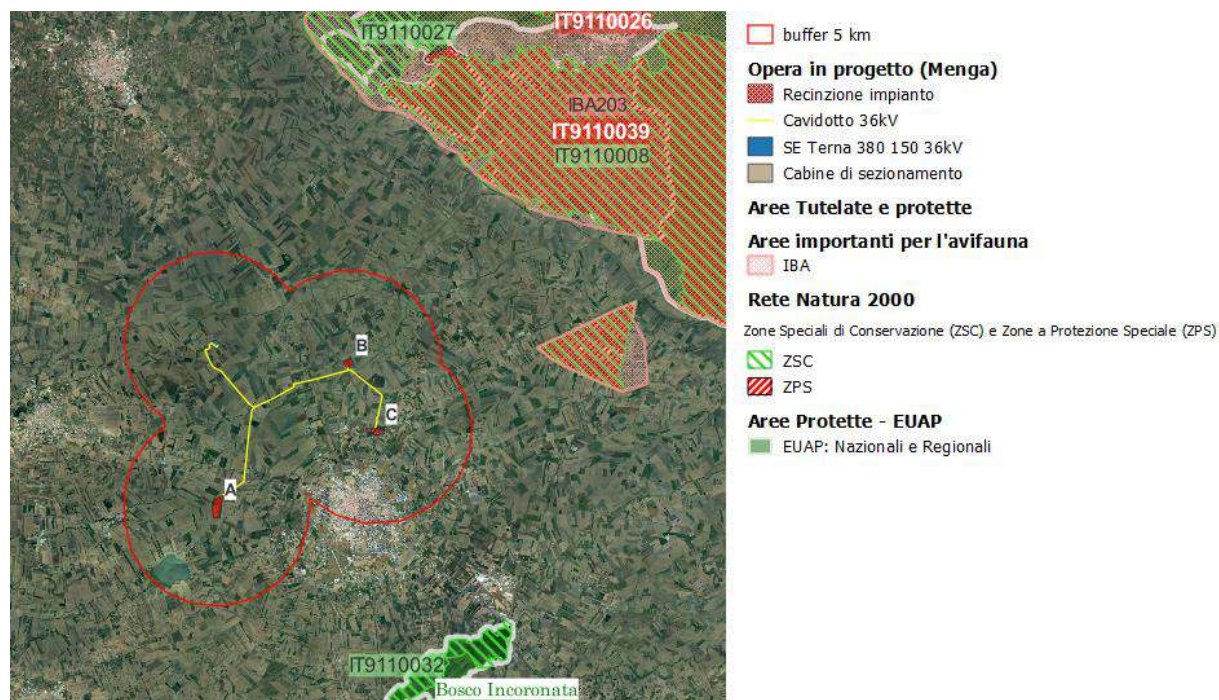 IT9110026
IT9110027
IBA203
IT9110039
IT9110008
B
C
A
IT9110032
Bosco Incoronata
buffer 5 km
Opera in progetto (Menga)
Recinzione impianto
Cavidotto 36kV
SE Terna 380 150 36kV
Cabine di sezionamento
Aree Tutelate e protette
Aree importanti per l'avifauna
IBA
Rete Natura 2000
Zone Speciali di Conservazione (ZSC) e Zone a Protezione Speciale (ZPS)
ZSC
ZPS
Aree Protette - EUAP
EUAP: Nazionali e Regionali